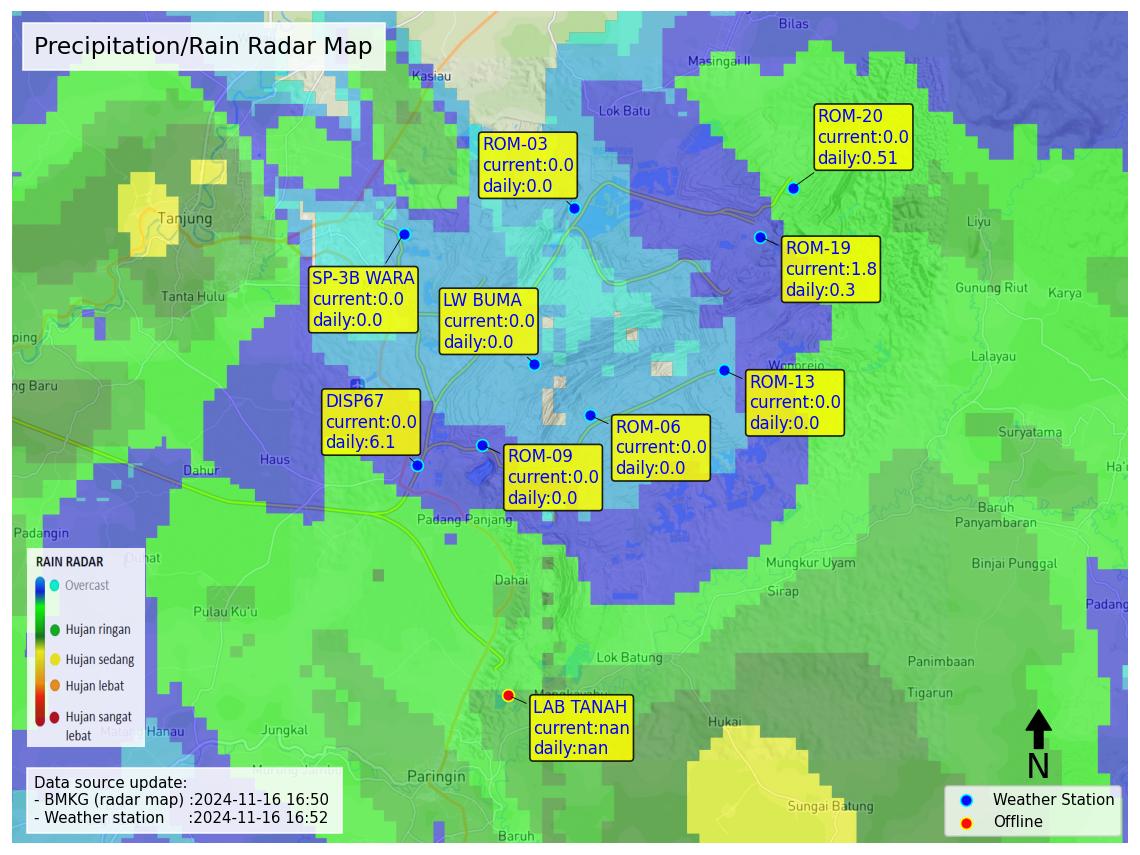 Precipitation/Rain Radar Map
Bilas
Masingai II
Kasiau
Lok Batu
ROM-20
current:0.0
daily:0.51
ROM-03
current:0.0
daily:0.0
Tanjung
Liyu
ROM-19
current:1.8
daily:0.3
SP-3B WARA
current:0.0
daily:0.0
LW BUMA
current:0.0
daily:0.0
Tanta Hulu
Gunung Riut
Karya
ping
Lalayau
Wonorejo
ng Baru
ROM-13
current:0.0
daily:0.0
DISP67
current:0.0
daily:6.1
ROM-06
current:0.0
daily:0.0
Suryatama
ROM-09
current:0.0
daily:0.0
Haus
Dahur
Ha'u
Baruh
Panyambaran
Padang Panjang
Padangin
Mungkur Uyam
Binjai Punggal
Dahai
Sirap
Padang
Pulau Ku'u
RAIN RADAR
Overcast
Hujan ringan
Hujan sedang
Hujan lebat
Hujan sangat
lebat
Lok Batung
Panimbaan
Tigarun
LAB TANAH
current:nan
daily:nan
Hukai
Jungkal
Paringin
Sungai Batung
Baruh
N
Data source update:
- BMKG (radar map) :2024-11-16 16:50
- Weather station :2024-11-16 16:52
Weather Station
Offline